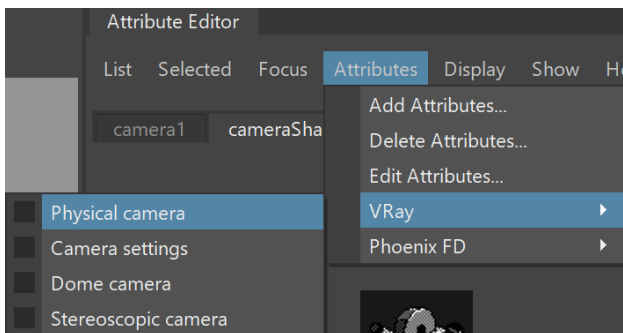 Attribute Editor
List Selected Focus Attributes Display Show
Add Attributes...
camera1 cameraSha
Delete Attributes...
Edit Attributes...
Physical camera
VRay
Camera settings
Phoenix FD
Dome camera
Stereoscopic camera